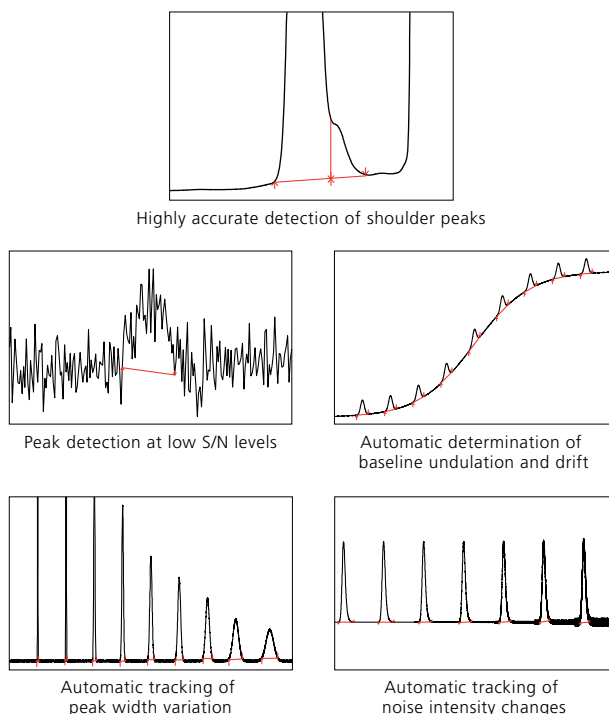 Highly accurate detection of shoulder peaks
Peak detection at low S/N levels
Automatic determination of
baseline undulation and drift
Automatic tracking of
peak width variation
Automatic tracking of
noise intensity changes